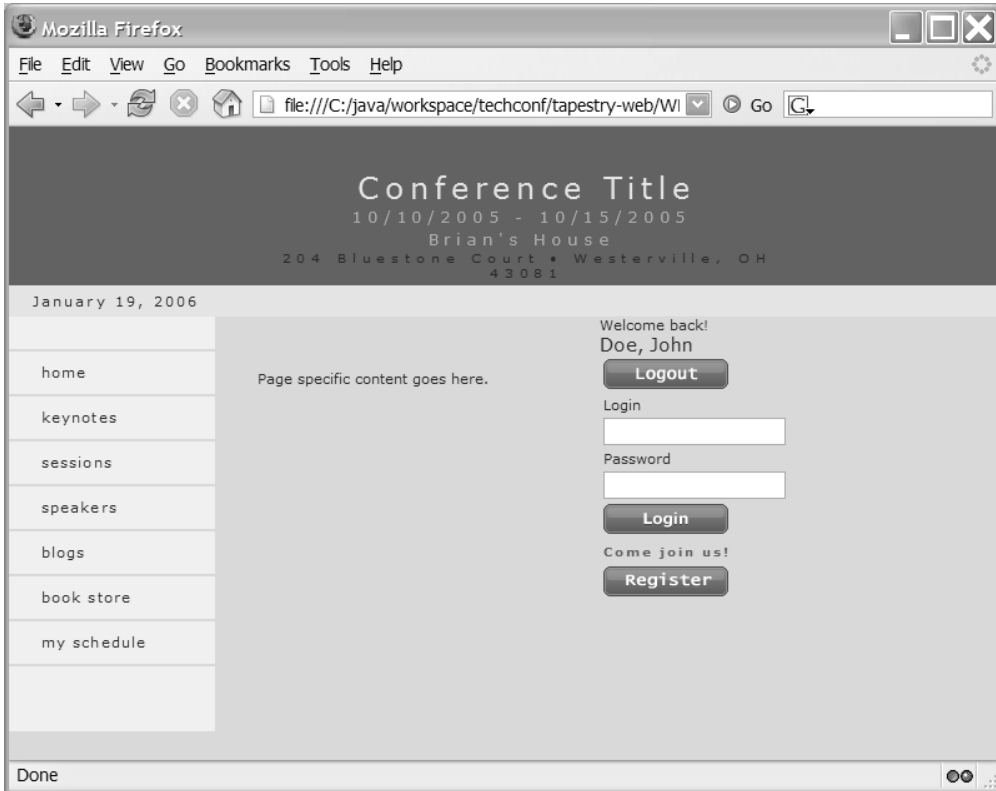 Mozilla Firefox
File Edit View Go Bookmarks Tools Help
file:///C:/java/workspace/techconf/tapestry-web/WI Go G
Conference Title
10/10/2005 - 10/15/2005
Brian's House
204 Bluestone Court • Westerville, OH
43081
January 19, 2006
home
keynotes
sessions
speakers
blogs
book store
my schedule
Page specific content goes here.
Welcome back!
Doe, John
Logout
Login
Password
Login
Come join us!
Register
Done